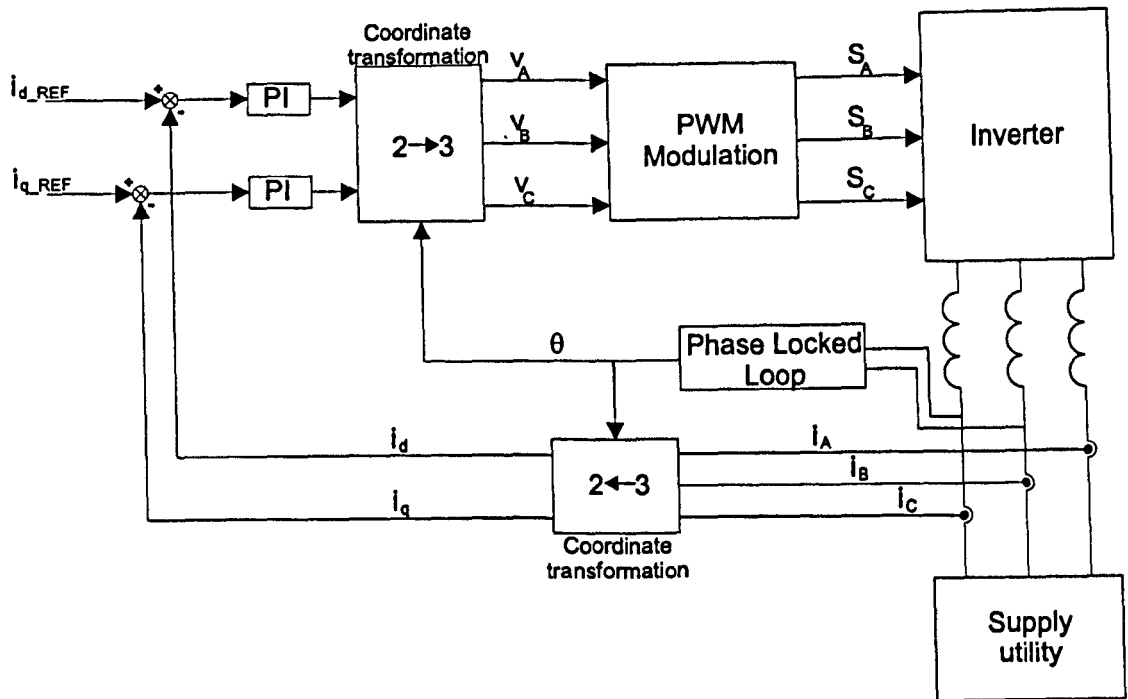 Coordinate
transformation
i_d_REF
+
-
PI
v_A
S_A
2→3
v_B
PWM
Modulation
S_B
Inverter
i_q_REF
+
-
PI
v_C
S_C
θ
Phase Locked
Loop
i_d
i_A
2←3
i_B
i_q
i_C
Coordinate
transformation
Supply
utility